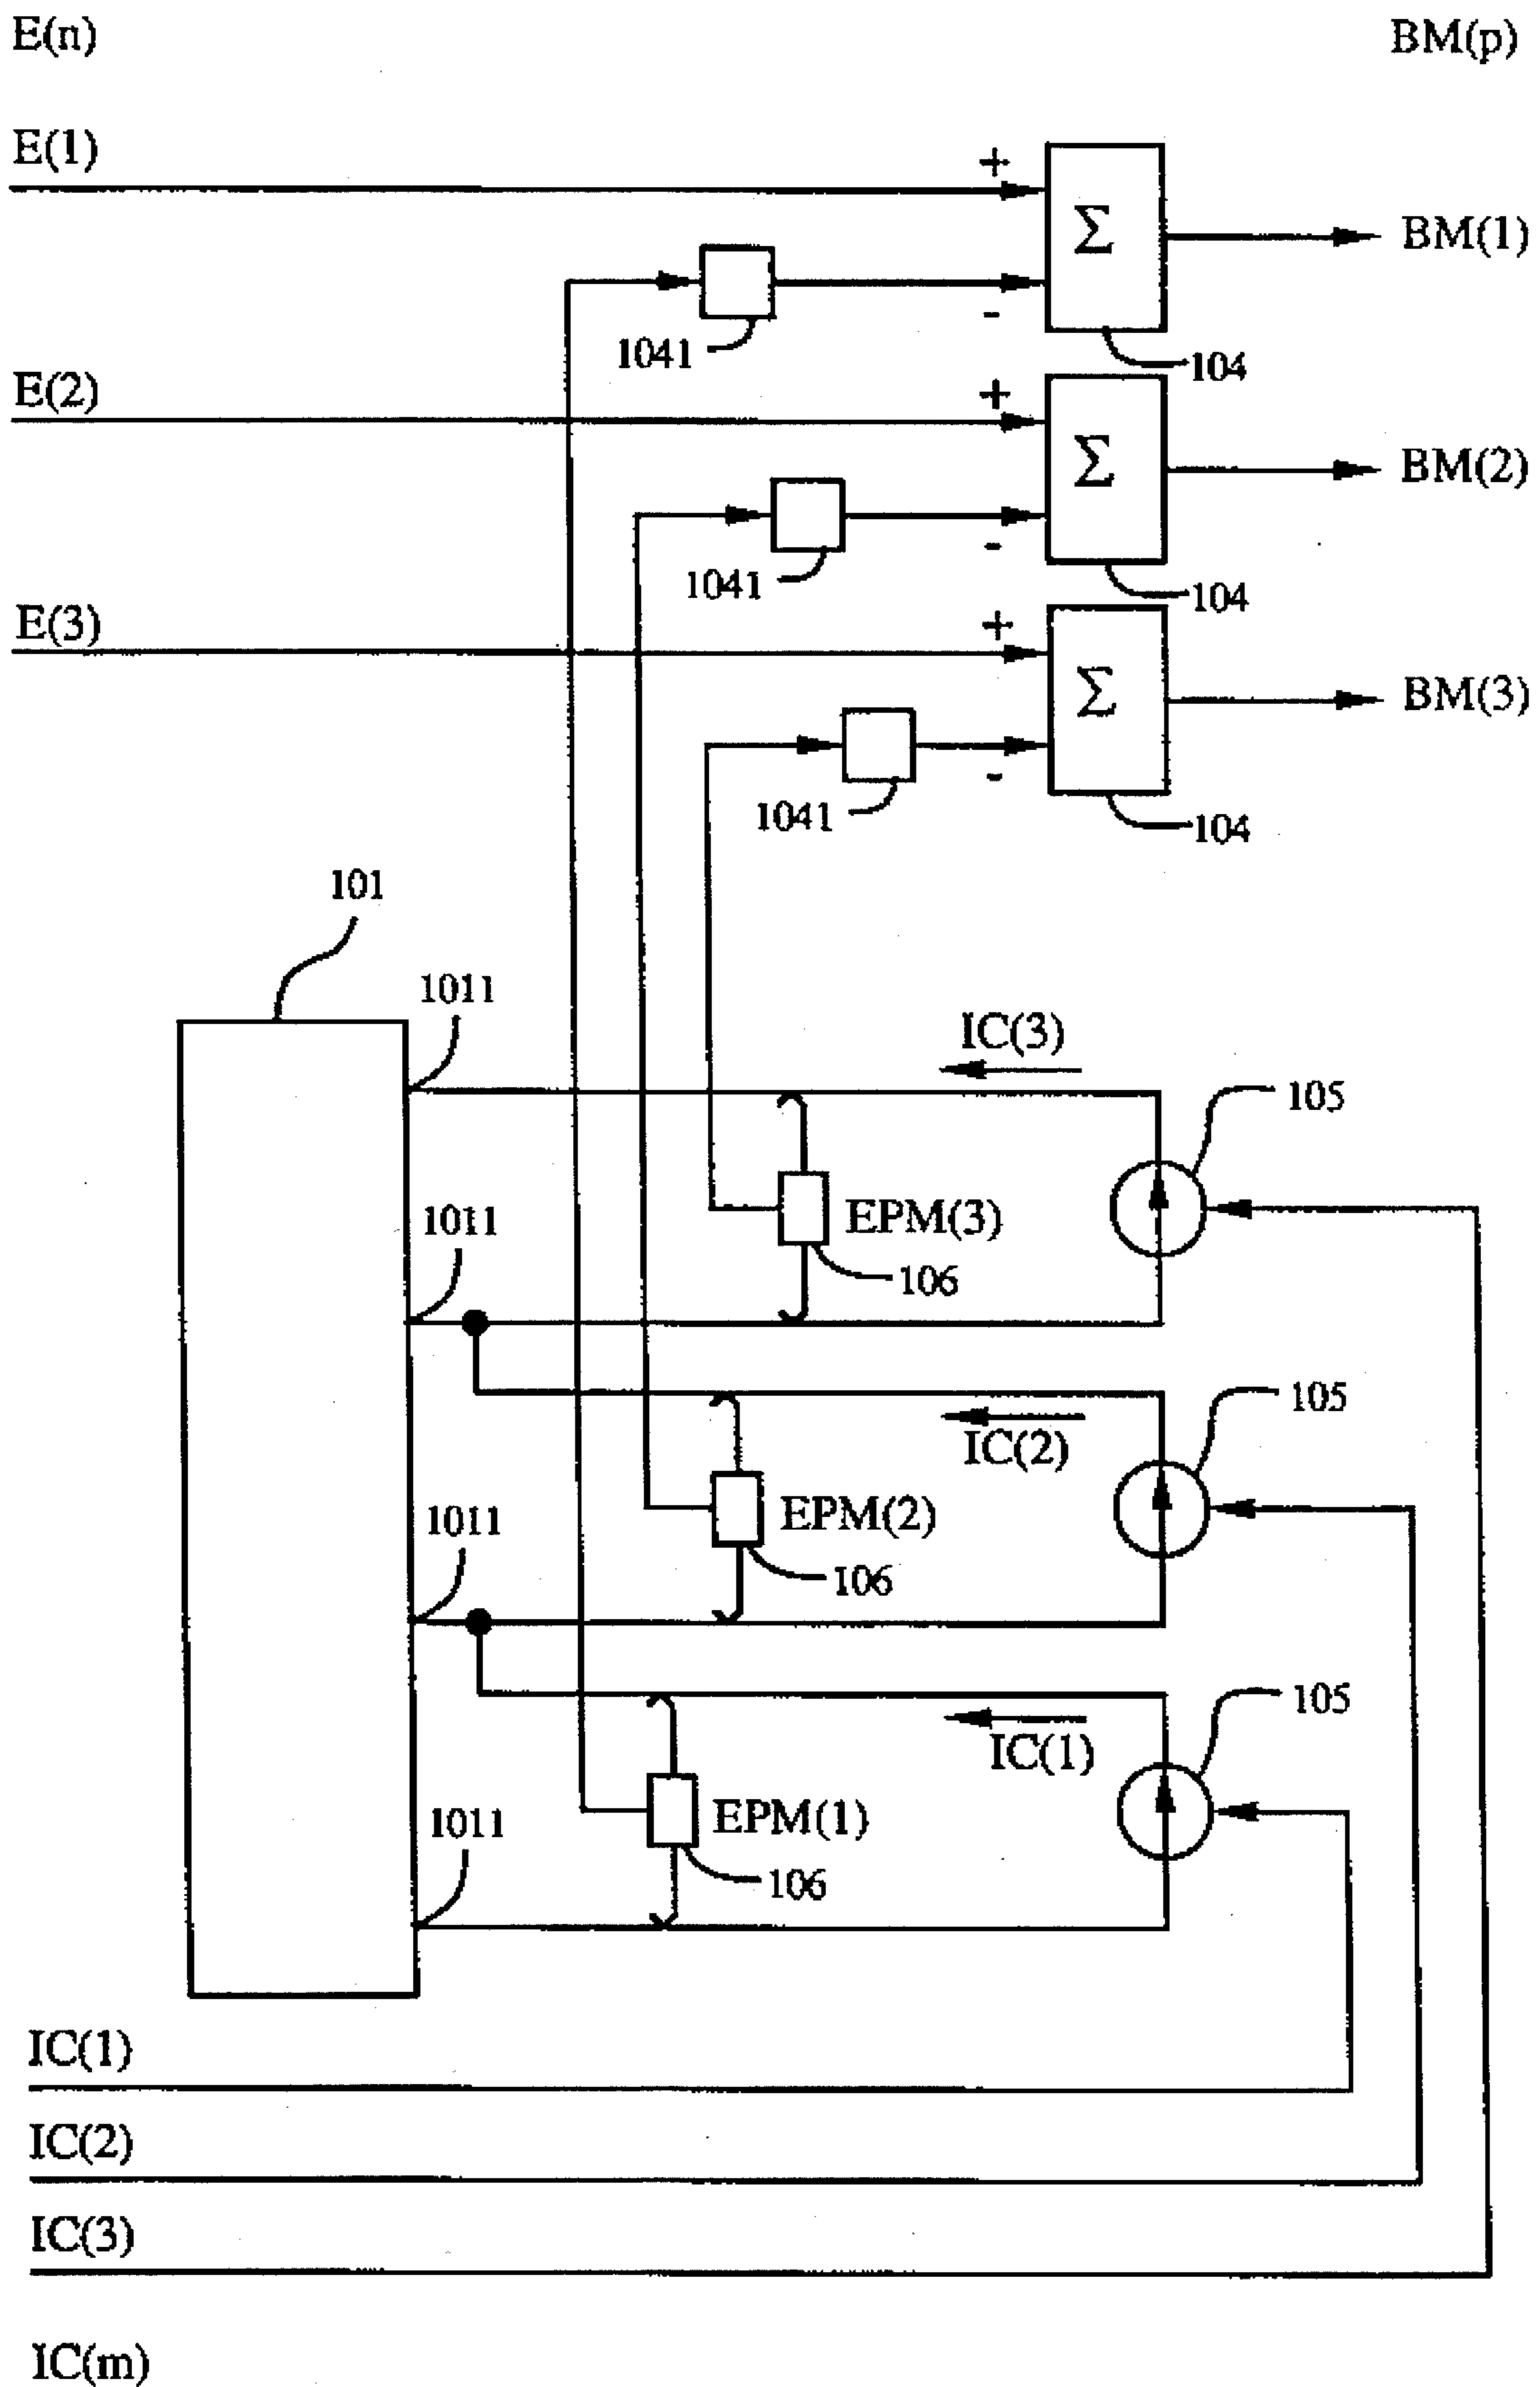 E(n)
BM(p)
E(1)
+
Σ
BM(1)
-
1041
104
E(2)
+
Σ
BM(2)
-
1041
104
E(3)
+
Σ
BM(3)
-
1041
104
101
1011
IC(3)
105
1011
EPM(3)
106
105
IC(2)
1011
EPM(2)
106
105
IC(1)
1011
EPM(1)
106
IC(1)
IC(2)
IC(3)
IC(m)